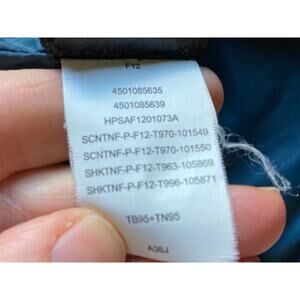 F12
4501085635
4501085639
HPSAF1201073A
SCNTNF-P-F12-T970-101549
SCNTNF-P-F12-T970-101550
SHKTNF-P-F12-T963-105869
SHKTNF-P-F12-T996-105871
TB95+TN95
A36J